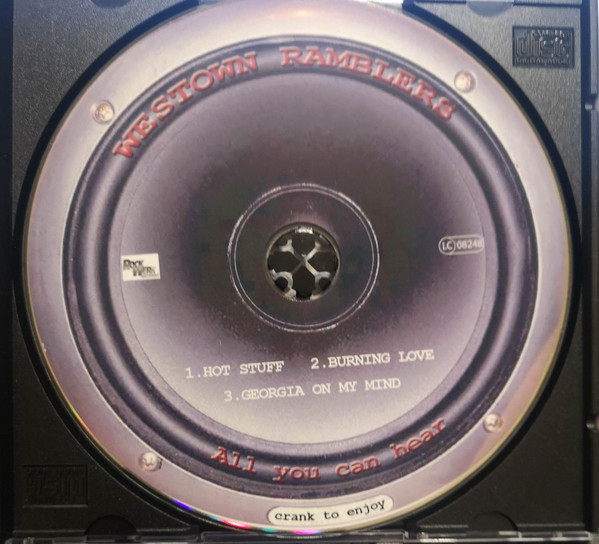 WESTOWN RAMBLERS
LC 08248
1.HOT STUFF 2.BURNING LOVE
3.GEORGIA ON MY MIND
All you can hear
crank to enjoy